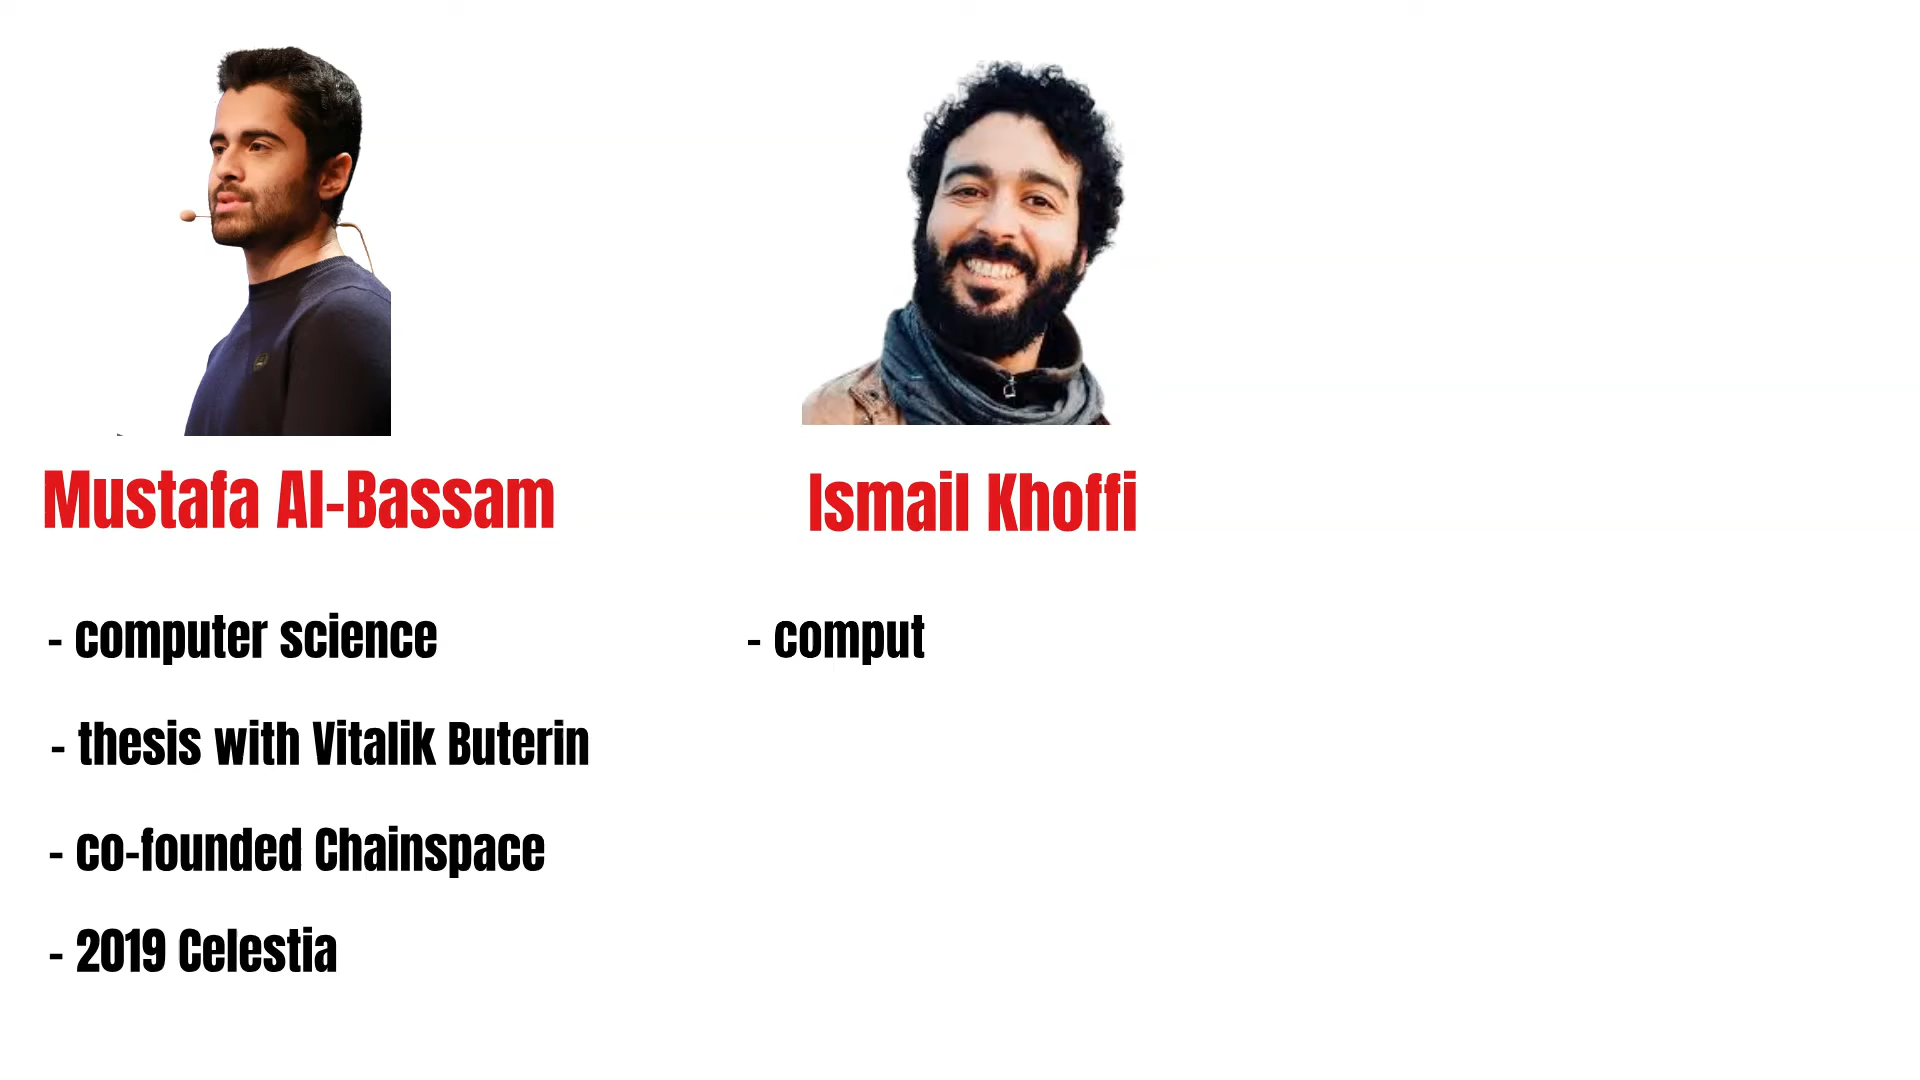 Mustafa Al-Bassam
- computer science
- thesis with Vitalik Buterin
- co-founded Chainspace
- 2019 Celestia
Ismail Khoffi
- comput